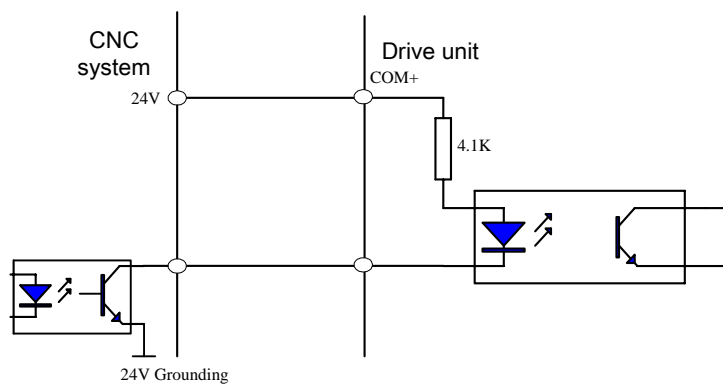 CNC
system
Drive unit
COM+
24V
4.1K
24V Grounding